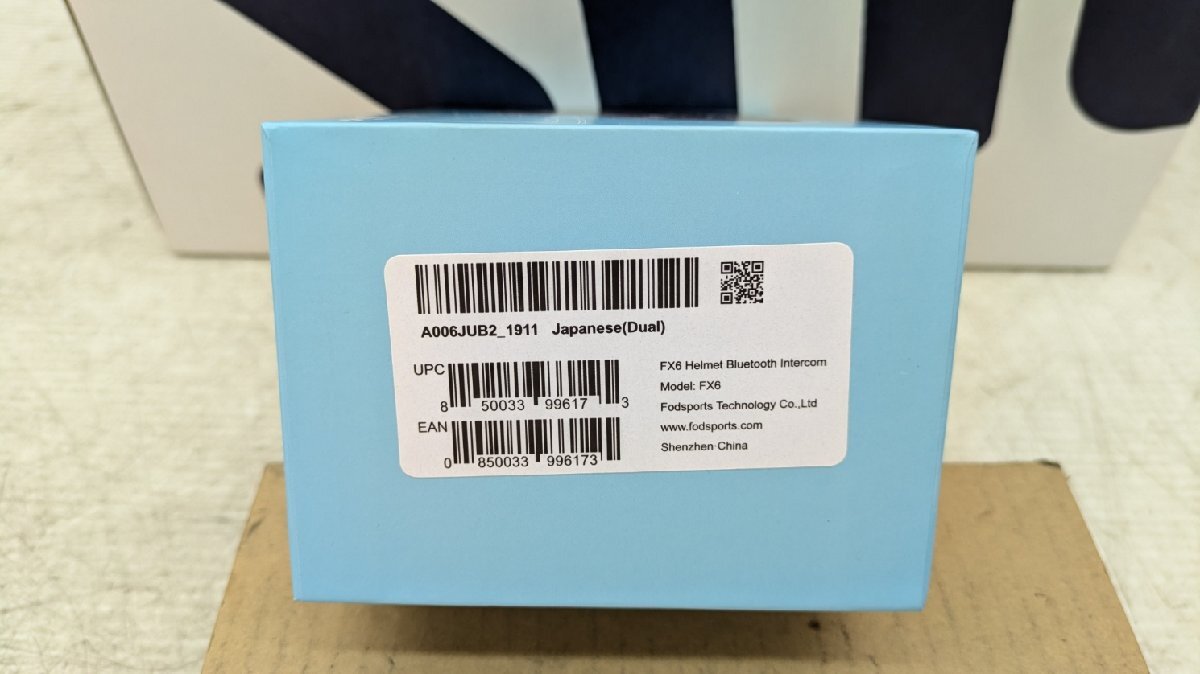 A006JUB2_1911 Japanese(Dual)
UPC
8 50033 99617 3
EAN
0 850033 996173
FX6 Helmet Bluetooth Intercom
Model: FX6
Fodsports Technology Co.,Ltd
www.fodsports.com
Shenzhen China